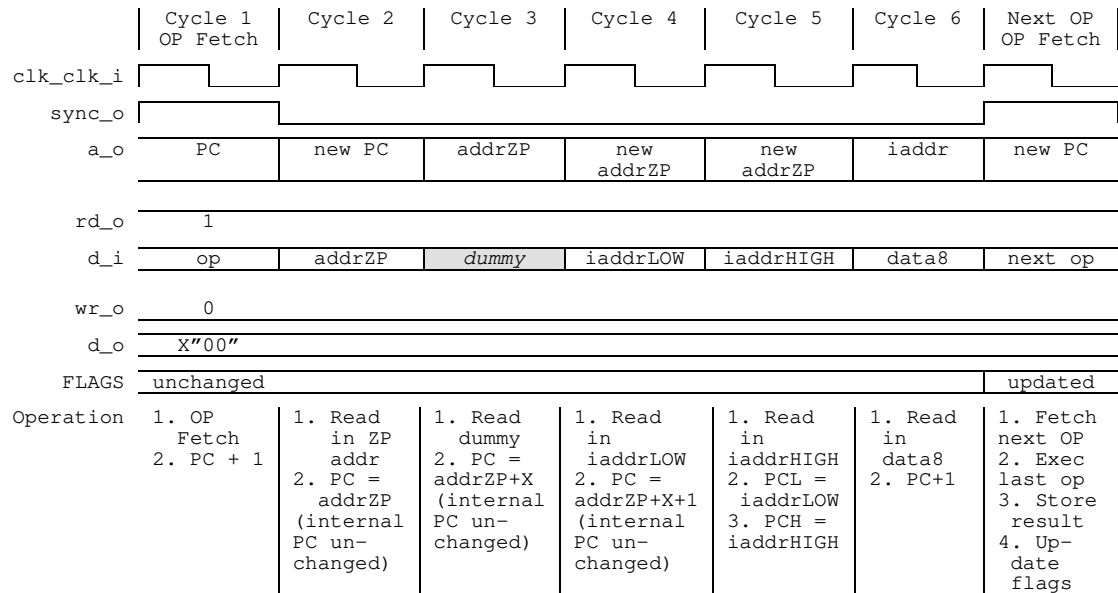 Cycle 1 Cycle 2 Cycle 3 Cycle 4 Cycle 5 Cycle 6 Next OP
OP Fetch OP Fetch
clk_clk_i
sync_o
a_o PC new PC addrZP new new iaddr new PC
addrZP addrZP
rd_o 1
d_i op addrZP dummy iaddrLOW iaddrHIGH data8 next op
wr_o 0
d_o X"00"
FLAGS unchanged updated
Operation 1. OP 1. Read 1. Read 1. Read 1. Read 1. Read 1. Fetch
Fetch in ZP dummy in in in next OP
2. PC + 1 addr 2. PC = iaddrLOW iaddrHIGH data8 2. Exec
2. PC = addrZP+X 2. PC = 2. PCL = 2. PC+1 last op
addrZP (internal addrZP+X+1 iaddrLOW 3. Store
(internal PC un- (internal 3. PCH = result
PC un- changed) PC un- iaddrHIGH 4. Up-
changed) changed) date
flags